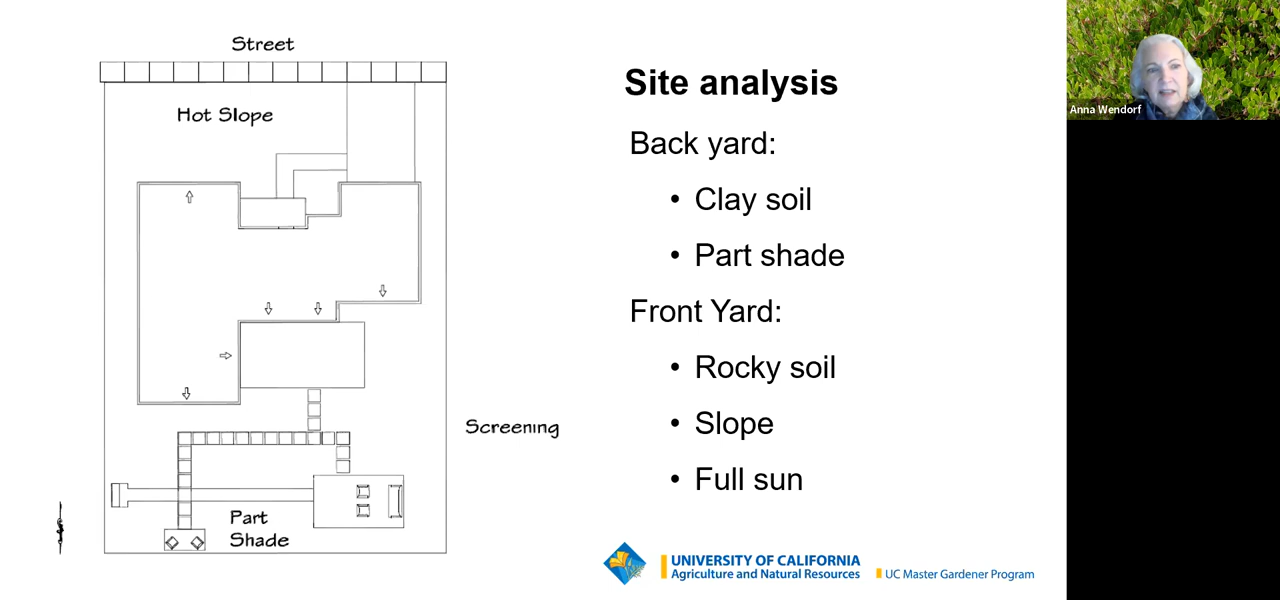 Street
Hot Slope
Screening
Part
Shade
Site analysis
Back yard:
• Clay soil
• Part shade
Front Yard:
• Rocky soil
• Slope
• Full sun
UNIVERSITY OF CALIFORNIA
Agriculture and Natural Resources
UC Master Gardener Program
Anna Wendorf